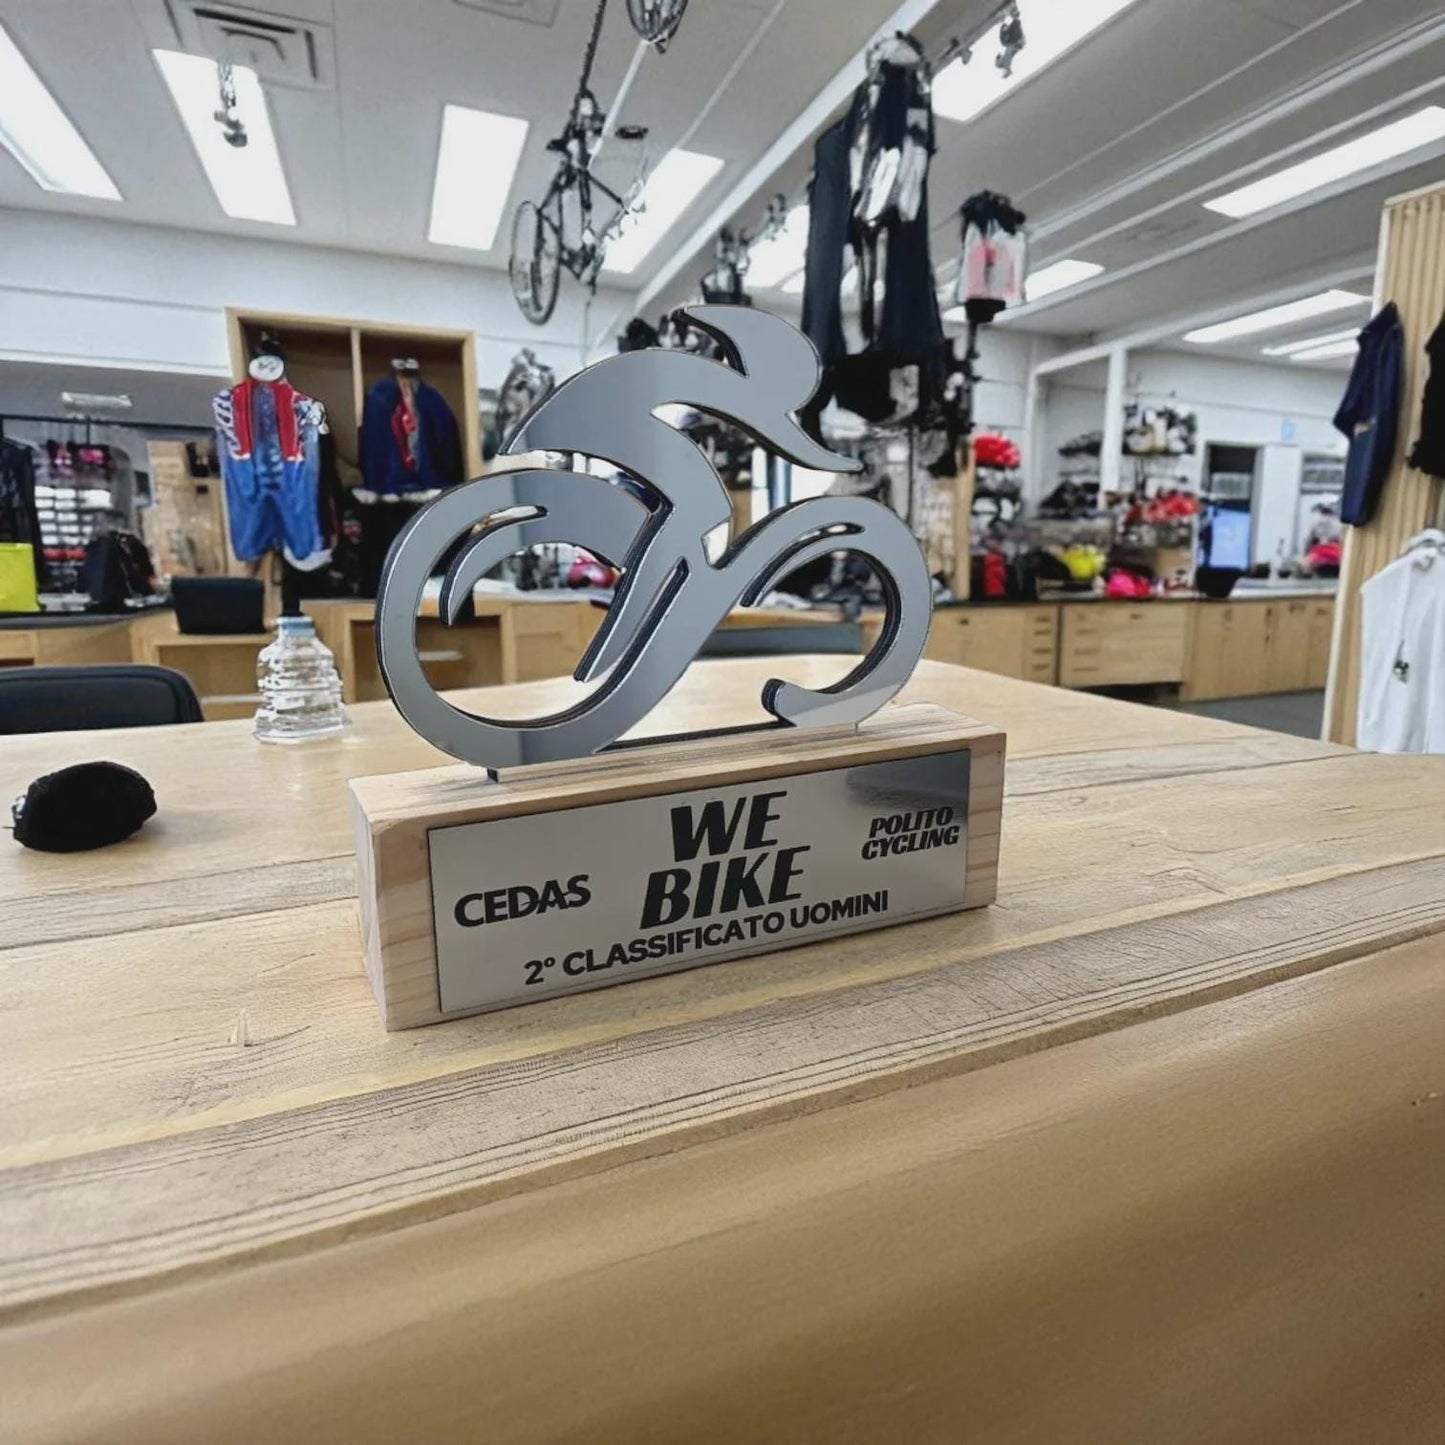 WE
BIKE
POLITO
CYCLING
CEDAS
2° CLASSIFICATO UOMINI